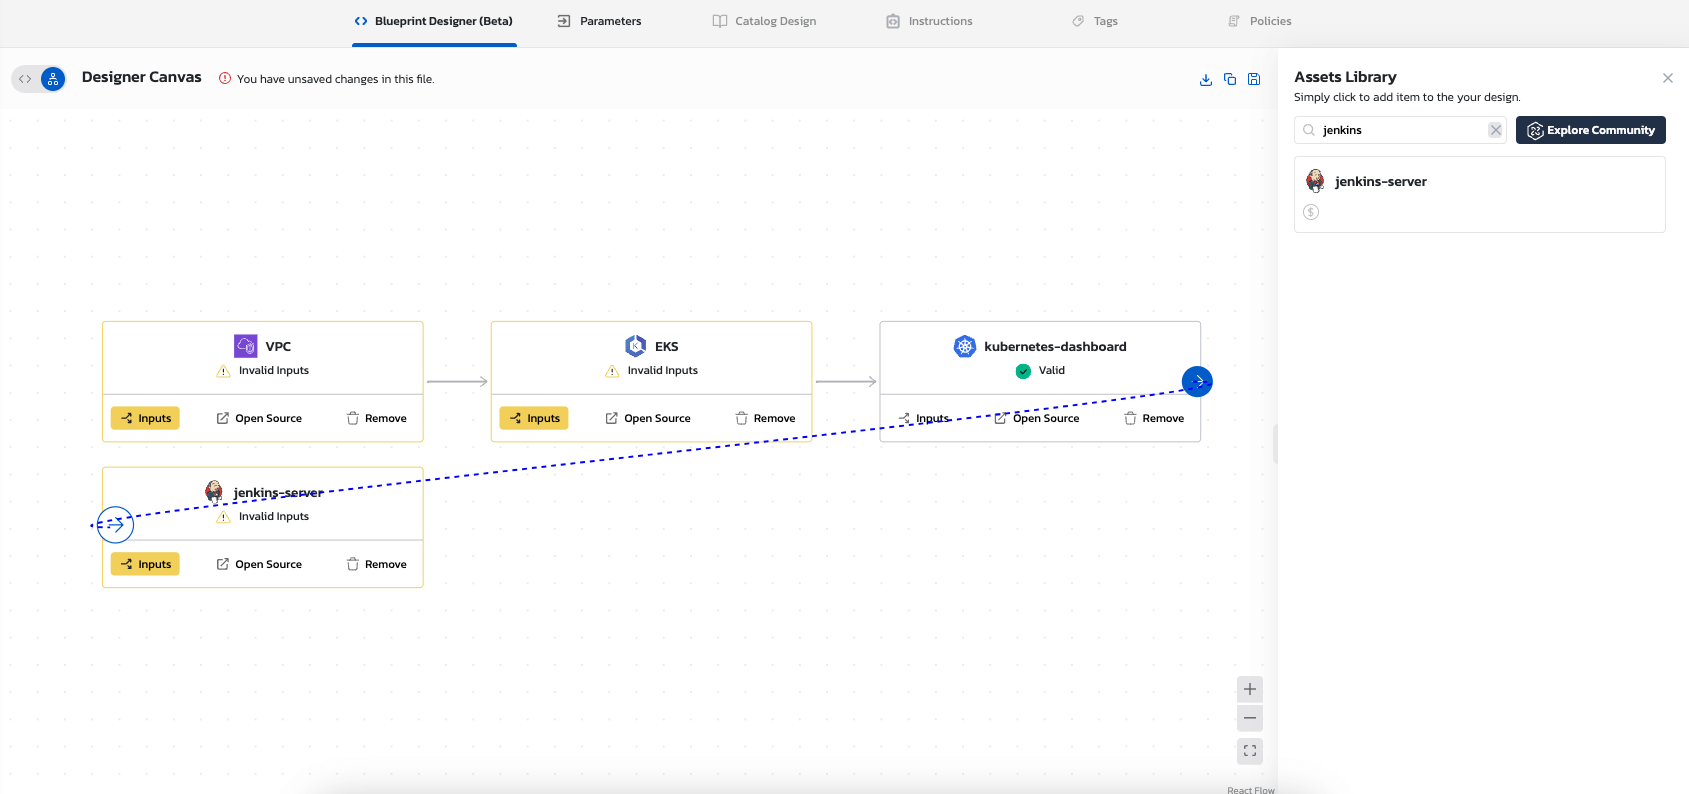 Blueprint Designer (Beta)
Parameters
Catalog Design
Instructions
Tags
Policies
Designer Canvas
You have unsaved changes in this file.
Assets Library
Simply click to add item to the your design.
jenkins
Explore Community
jenkins-server
VPC
Invalid Inputs
Inputs
Open Source
Remove
EKS
Invalid Inputs
Inputs
Open Source
Remove
kubernetes-dashboard
Valid
Inputs
Open Source
Remove
jenkins-server
Invalid Inputs
Inputs
Open Source
Remove
React Flow